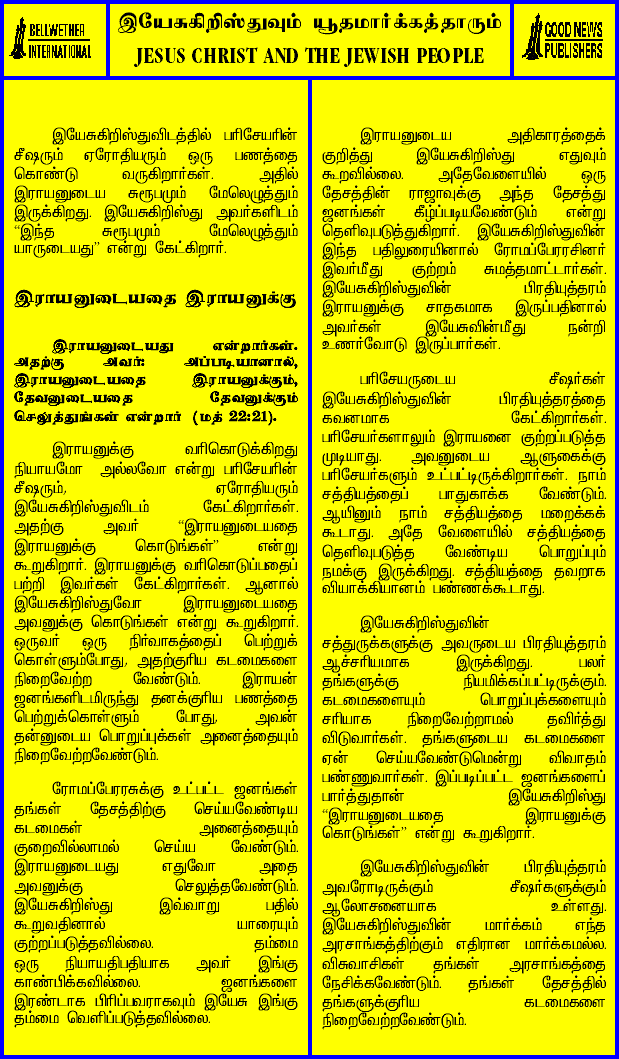 BELLWETHER
INTERNATIONAL
இயேசுகிறிஸ்துவும் யூதமார்க்கத்தாரும்
JESUS CHRIST AND THE JEWISH PEOPLE
GOOD NEWS
PUBLISHERS
இயேசுகிறிஸ்துவிடத்தில் பரிசேயரின்
சீஷரும் ஏரோதியரும் ஒரு பணத்தை
கொண்டு வருகிறார்கள். அதில்
இராயனுடைய சுரூபமும் மேலெழுத்தும்
இருக்கிறது. இயேசுகிறிஸ்து அவர்களிடம்
“இந்த சுரூபமும் மேலெழுத்தும்
யாருடையது” என்று கேட்கிறார்.
இராயனுடையதை இராயனுக்கு
இராயனுடையது என்றார்கள்.
அதற்கு அவர்: அப்படியானால்,
இராயனுடையதை இராயனுக்கும்,
தேவனுடையதை தேவனுக்கும்
செலுத்துங்கள் என்றார் (மத் 22:21).
இராயனுக்கு வரிகொடுக்கிறது
நியாயமோ அல்லவோ என்று பரிசேயரின்
சீஷரும், ஏரோதியரும்
இயேசுகிறிஸ்துவிடம் கேட்கிறார்கள்.
அதற்கு அவர் “இராயனுடையதை
இராயனுக்கு கொடுங்கள்” என்று
கூறுகிறார். இராயனுக்கு வரிகொடுப்பதைப்
பற்றி இவர்கள் கேட்கிறார்கள். ஆனால்
இயேசுகிறிஸ்துவோ இராயனுடையதை
அவனுக்கு கொடுங்கள் என்று கூறுகிறார்.
ஒருவர் ஒரு நிர்வாகத்தைப் பெற்றுக்
கொள்ளும்போது, அதற்குரிய கடமைகளை
நிறைவேற்ற வேண்டும். இராயன்
ஜனங்களிடமிருந்து தனக்குரிய பணத்தை
பெற்றுக்கொள்ளும் போது, அவன்
தன்னுடைய பொறுப்புக்கள் அனைத்தையும்
நிறைவேற்றவேண்டும்.
ரோமப்பேரரசுக்கு உட்பட்ட ஜனங்கள்
தங்கள் தேசத்திற்கு செய்யவேண்டிய
கடமைகள் அனைத்தையும்
குறைவில்லாமல் செய்ய வேண்டும்.
இராயனுடையது எதுவோ அதை
அவனுக்கு செலுத்தவேண்டும்.
இயேசுகிறிஸ்து இவ்வாறு பதில்
கூறுவதினால் யாரையும்
குற்றப்படுத்தவில்லை. தம்மை
ஒரு நியாயதிபதியாக அவர் இங்கு
காண்பிக்கவில்லை. ஜனங்களை
இரண்டாக பிரிப்பவராகவும் இயேசு இங்கு
தம்மை வெளிப்படுத்தவில்லை.
இராயனுடைய அதிகாரத்தைக்
குறித்து இயேசுகிறிஸ்து எதுவும்
கூறவில்லை. அதேவேளையில் ஒரு
தேசத்தின் ராஜாவுக்கு அந்த தேசத்து
ஜனங்கள் கீழ்ப்படியவேண்டும் என்று
தெளிவுபடுத்துகிறார். இயேசுகிறிஸ்துவின்
இந்த பதிலுரையினால் ரோமப்பேரரசினர்
இவர்மீது குற்றம் சுமத்தமாட்டார்கள்.
இயேசுகிறிஸ்துவின் பிரதியுத்தரம்
இராயனுக்கு சாதகமாக இருப்பதினால்
அவர்கள் இயேசுவின்மீது நன்றி
உணர்வோடு இருப்பார்கள்.
பரிசேயருடைய சீஷர்கள்
இயேசுகிறிஸ்துவின் பிரதியுத்தரத்தை
கவனமாக கேட்கிறார்கள்.
பரிசேயர்களாலும் இராயனை குற்றப்படுத்த
முடியாது. அவனுடைய ஆளுகைக்கு
பரிசேயர்களும் உட்பட்டிருக்கிறார்கள். நாம்
சத்தியத்தைப் பாதுகாக்க வேண்டும்.
ஆயினும் நாம் சத்தியத்தை மறைக்கக்
கூடாது. அதே வேளையில் சத்தியத்தை
தெளிவுபடுத்த வேண்டிய பொறுப்பும்
நமக்கு இருக்கிறது. சத்தியத்தை தவறாக
வியாக்கியானம் பண்ணக்கூடாது.
இயேசுகிறிஸ்துவின்
சத்துருக்களுக்கு அவருடைய பிரதியுத்தரம்
ஆச்சரியமாக இருக்கிறது. பலர்
தங்களுக்கு நியமிக்கப்பட்டிருக்கும்.
கடமைகளையும் பொறுப்புக்களையும்
சரியாக நிறைவேற்றாமல் தவிர்த்து
விடுவார்கள். தங்களுடைய கடமைகளை
ஏன் செய்யவேண்டுமென்று விவாதம்
பண்ணுவார்கள். இப்படிப்பட்ட ஜனங்களைப்
பார்த்துதான் இயேசுகிறிஸ்து
“இராயனுடையதை இராயனுக்கு
கொடுங்கள்” என்று கூறுகிறார்.
இயேசுகிறிஸ்துவின் பிரதியுத்தரம்
அவரோடிருக்கும் சீஷர்களுக்கும்
ஆலோசனையாக உள்ளது.
இயேசுகிறிஸ்துவின் மார்க்கம் எந்த
அரசாங்கத்திற்கும் எதிரான மார்க்கமல்ல.
விசுவாசிகள் தங்கள் அரசாங்கத்தை
நேசிக்கவேண்டும். தங்கள் தேசத்தில்
தங்களுக்குரிய கடமைகளை
நிறைவேற்றவேண்டும்.